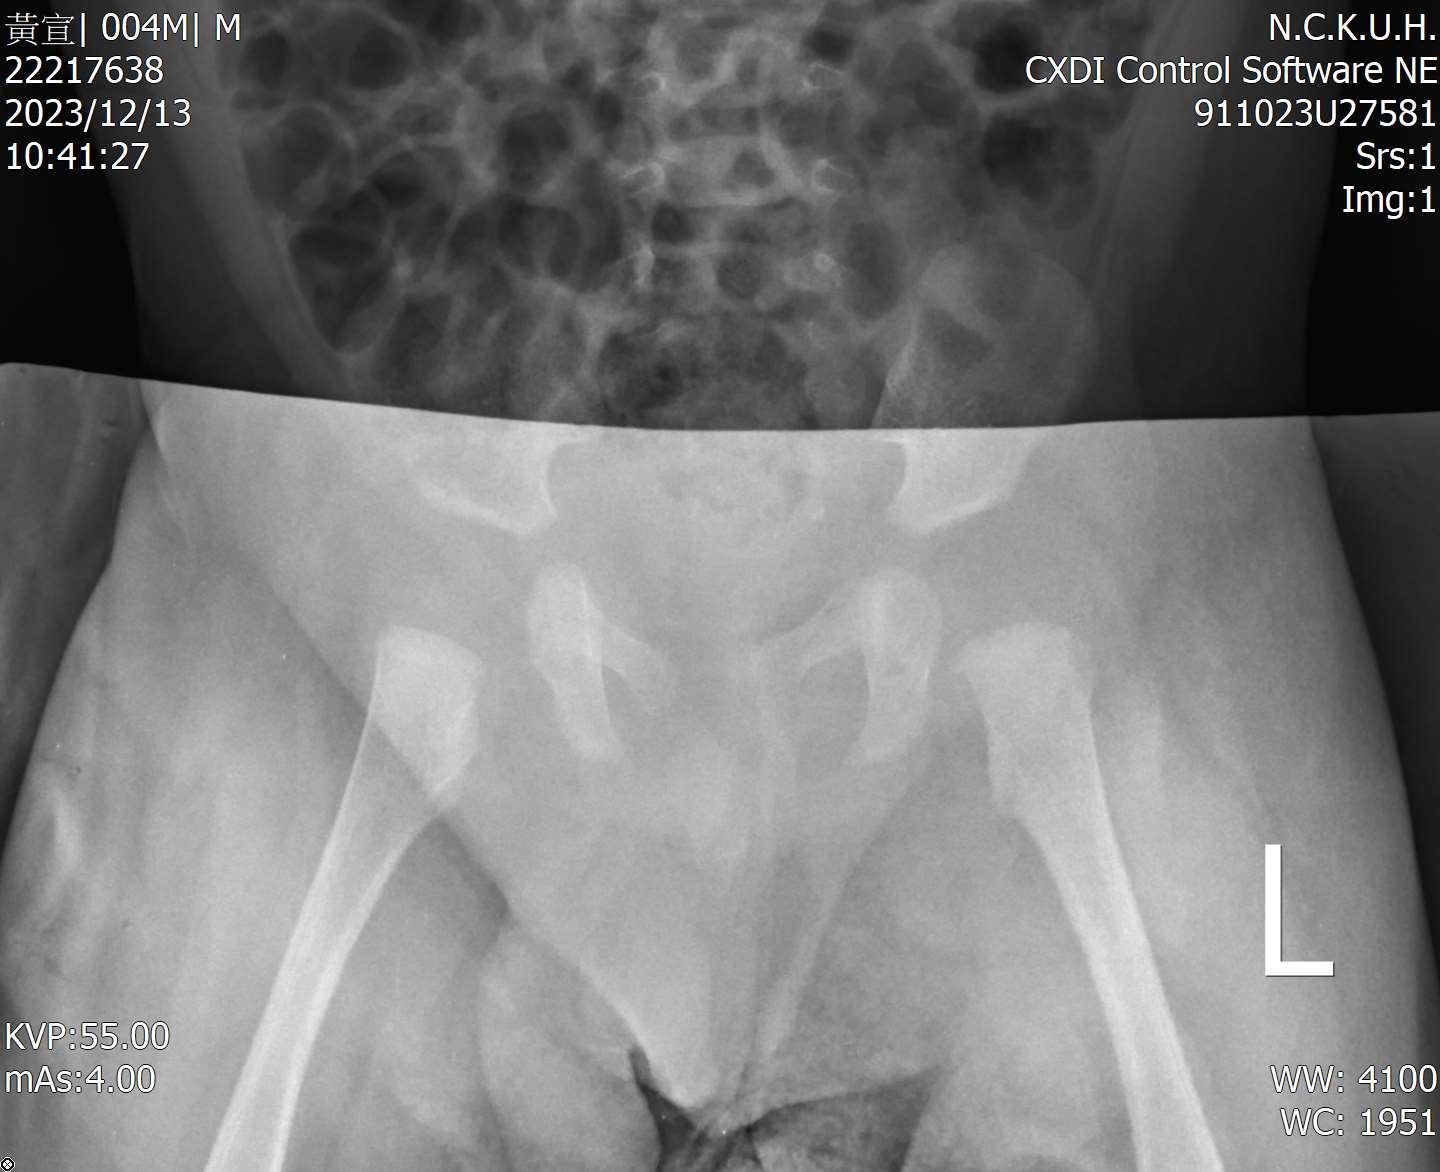 黃宣| 004M| M
22217638
2023/12/13
10:41:27
N.C.K.U.H.
CXDI Control Software NE
911023U27581
Srs:1
Img:1
L
KVP:55.00
mAs:4.00
WW: 4100
WC: 1951